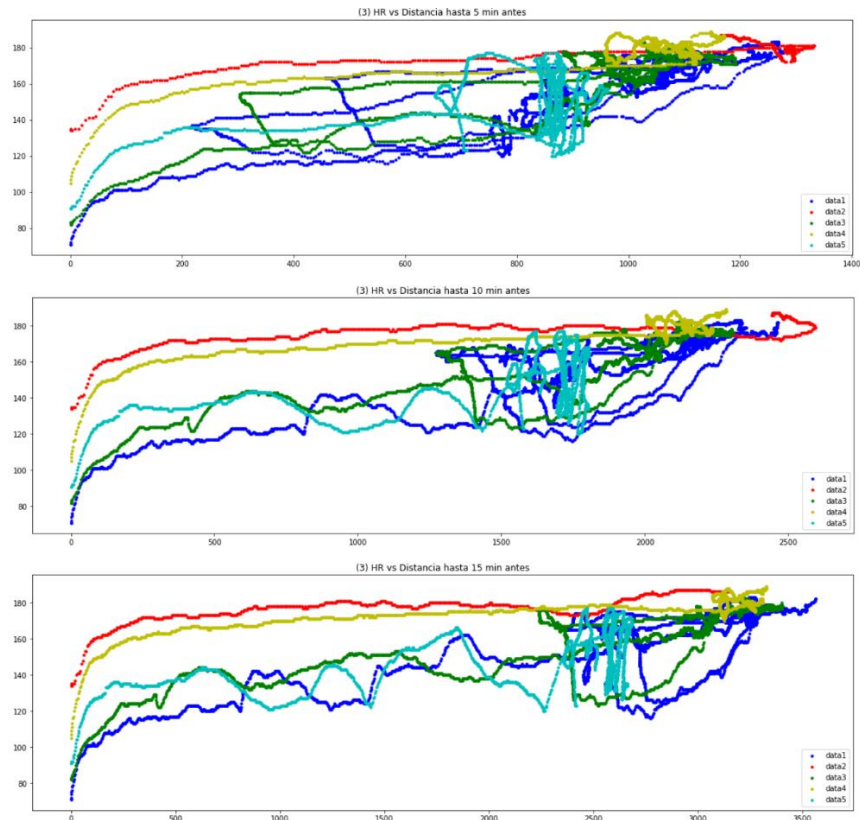 (3) HR vs Distancia hasta 5 min antes
180
160
140
120
100
80
data1
data2
data3
data4
data5
0 200 400 600 800 1000 1200 1400
(3) HR vs Distancia hasta 10 min antes
180
160
140
120
100
80
data1
data2
data3
data4
data5
0 500 1000 1500 2000 2500
(3) HR vs Distancia hasta 15 min antes
180
160
140
120
100
80
data1
data2
data3
data4
data5
0 500 1000 1500 2000 2500 3000 3500